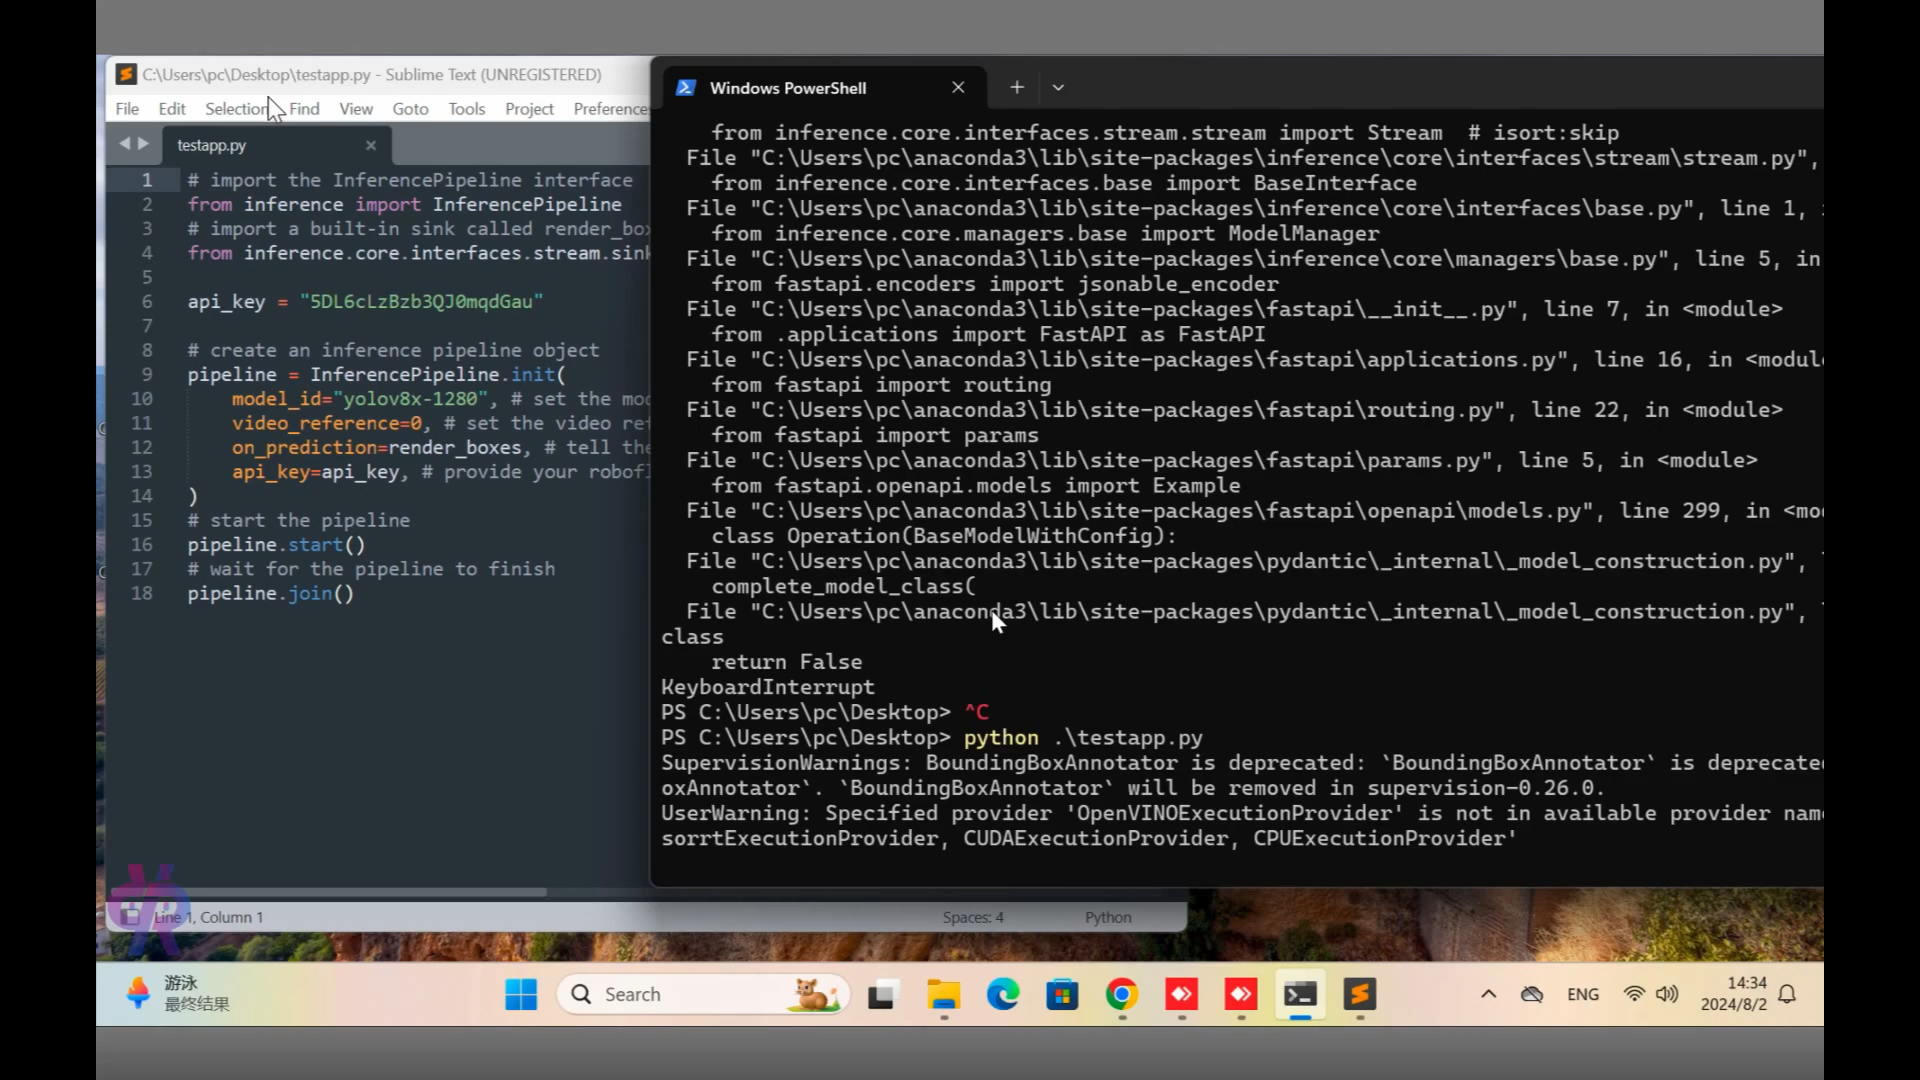 C:\Users\pc\Desktop\testapp.py - Sublime Text (UNREGISTERED)
File Edit Selection Find View Goto Tools Project Preferences
testapp.py
1 # import the InferencePipeline interface
2 from inference import InferencePipeline
3 # import a built-in sink called render_box
4 from inference.core.interfaces.stream.sink
5
6 api_key = "5DL6cLzBzb3QJ0mqdGau"
7
8 # create an inference pipeline object
9 pipeline = InferencePipeline.init(
10 model_id="yolov8x-1280", # set the mod
11 video_reference=0, # set the video ref
12 on_prediction=render_boxes, # tell the
13 api_key=api_key, # provide your robofl
14 )
15 # start the pipeline
16 pipeline.start()
17 # wait for the pipeline to finish
18 pipeline.join()
Line 1, Column 1
Spaces: 4
Python
Windows PowerShell
from inference.core.interfaces.stream.stream import Stream # isort:skip
File "C:\Users\pc\anaconda3\lib\site-packages\inference\core\interfaces\stream\stream.py",
from inference.core.interfaces.base import BaseInterface
File "C:\Users\pc\anaconda3\lib\site-packages\inference\core\interfaces\base.py", line 1,
from inference.core.managers.base import ModelManager
File "C:\Users\pc\anaconda3\lib\site-packages\inference\core\managers\base.py", line 5, in
from fastapi.encoders import jsonable_encoder
File "C:\Users\pc\anaconda3\lib\site-packages\fastapi\__init__.py", line 7, in <module>
from .applications import FastAPI as FastAPI
File "C:\Users\pc\anaconda3\lib\site-packages\fastapi\applications.py", line 16, in <module
from fastapi import routing
File "C:\Users\pc\anaconda3\lib\site-packages\fastapi\routing.py", line 22, in <module>
from fastapi import params
File "C:\Users\pc\anaconda3\lib\site-packages\fastapi\params.py", line 5, in <module>
from fastapi.openapi.models import Example
File "C:\Users\pc\anaconda3\lib\site-packages\fastapi\openapi\models.py", line 299, in <mod
class Operation(BaseModelWithConfig):
File "C:\Users\pc\anaconda3\lib\site-packages\pydantic\_internal\_model_construction.py",
complete_model_class(
File "C:\Users\pc\anaconda3\lib\site-packages\pydantic\_internal\_model_construction.py",
class
return False
KeyboardInterrupt
PS C:\Users\pc\Desktop> ^C
PS C:\Users\pc\Desktop> python .\testapp.py
SupervisionWarnings: BoundingBoxAnnotator is deprecated: `BoundingBoxAnnotator` is deprecated
oxAnnotator`. `BoundingBoxAnnotator` will be removed in supervision-0.26.0.
UserWarning: Specified provider 'OpenVINOExecutionProvider' is not in available provider nam
sorrtExecutionProvider, CUDAExecutionProvider, CPUExecutionProvider'
游泳
最终结果
Search
ENG
14:34
2024/8/2